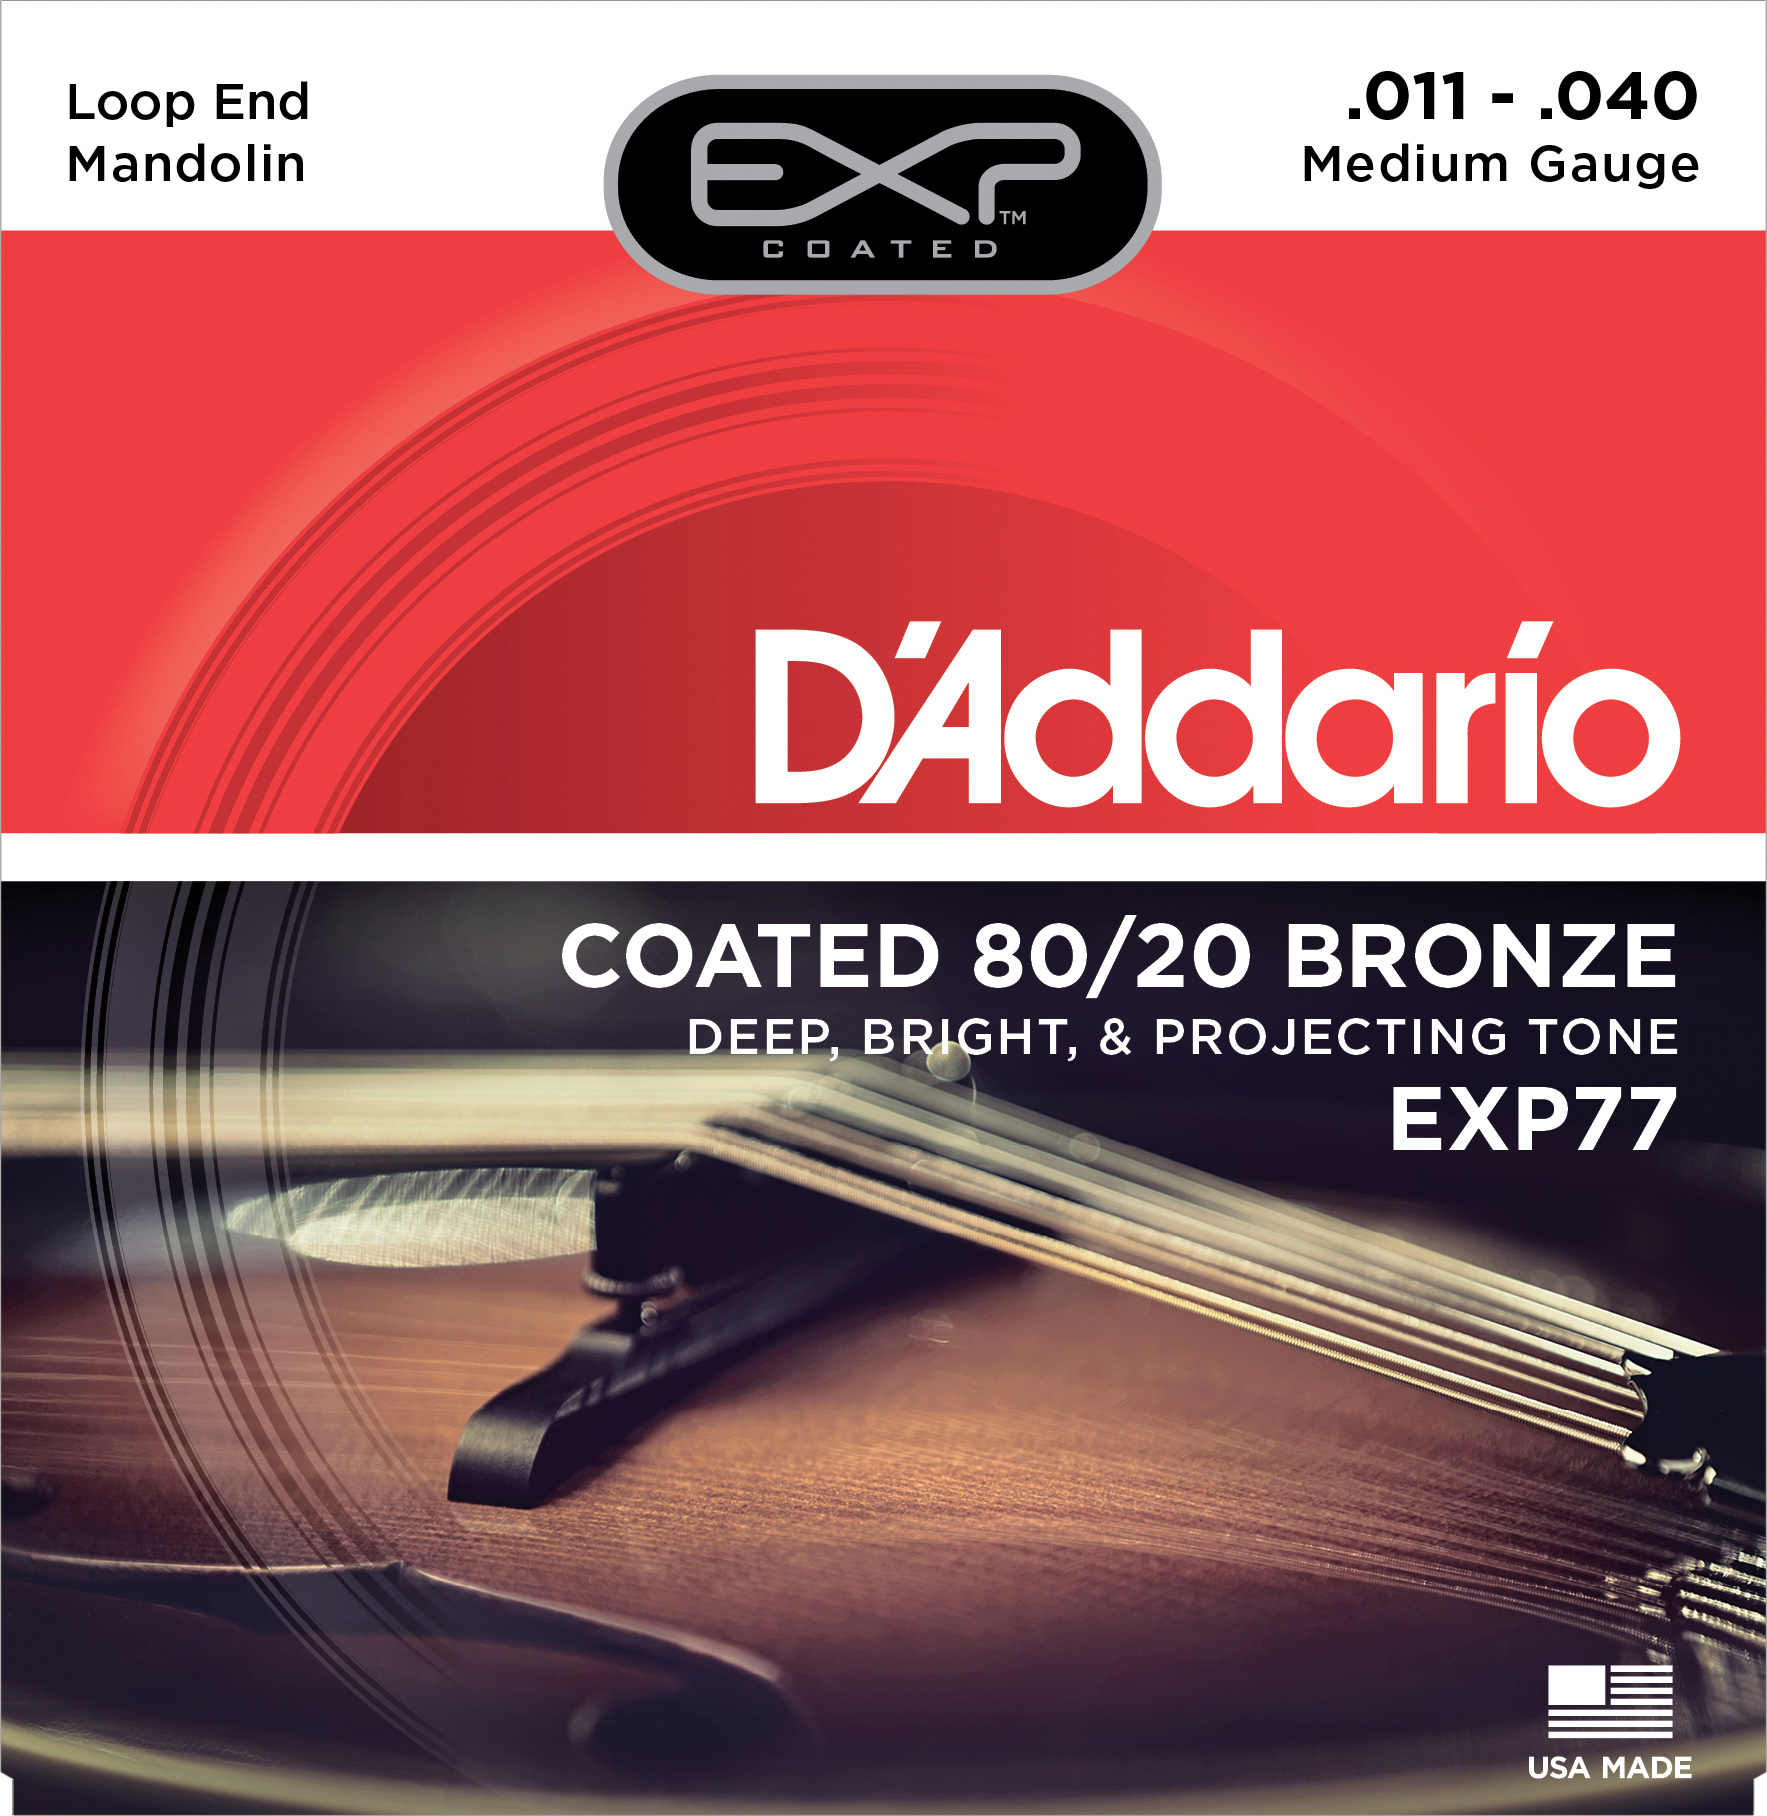 Loop End
Mandolin
EXP™
COATED
.011 - .040
Medium Gauge
D'Addario
COATED 80/20 BRONZE
DEEP, BRIGHT, & PROJECTING TONE
EXP77
USA MADE